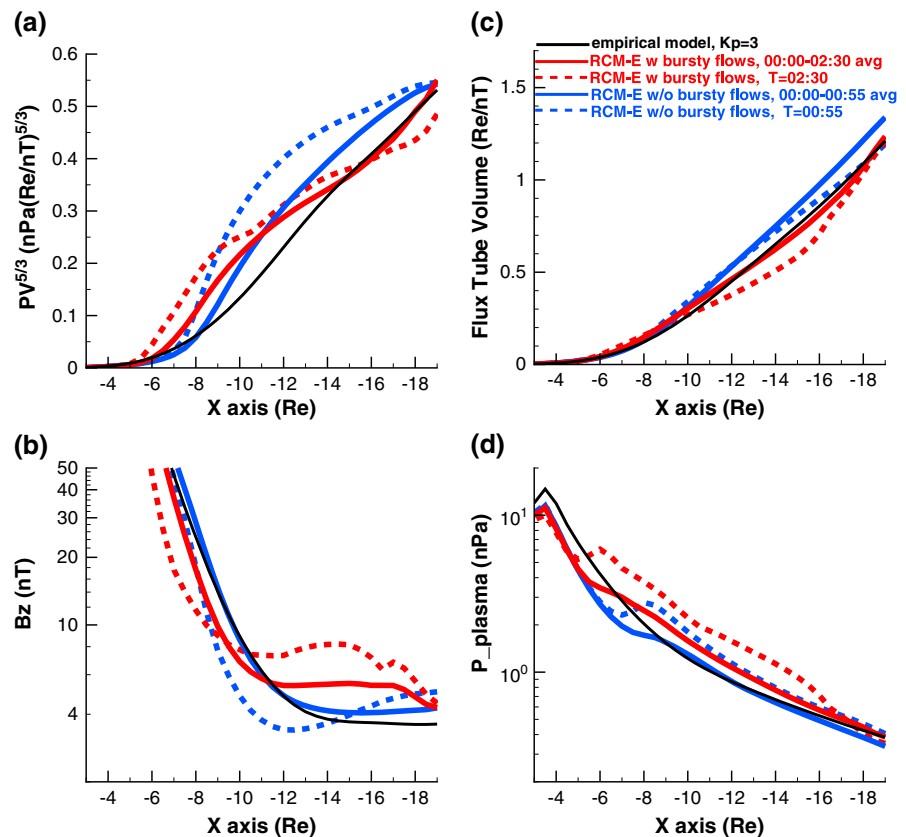 (a)
0.6
0.5
0.4
0.3
0.2
0.1
0
PV5/3 (nPa(Re/nT)5/3)
-4 -6 -8 -10 -12 -14 -16 -18
X axis (Re)
(c)
empirical model, Kp=3
RCM-E w bursty flows, 00:00-02:30 avg
RCM-E w bursty flows, T=02:30
RCM-E w/o bursty flows, 00:00-00:55 avg
RCM-E w/o bursty flows, T=00:55
1.5
1
0.5
0
Flux Tube Volume (Re/nT)
-4 -6 -8 -10 -12 -14 -16 -18
X axis (Re)
(b)
50
40
30
20
10
4
Bz (nT)
-4 -6 -8 -10 -12 -14 -16 -18
X axis (Re)
(d)
10^1
10^0
P_plasma (nPa)
-4 -6 -8 -10 -12 -14 -16 -18
X axis (Re)